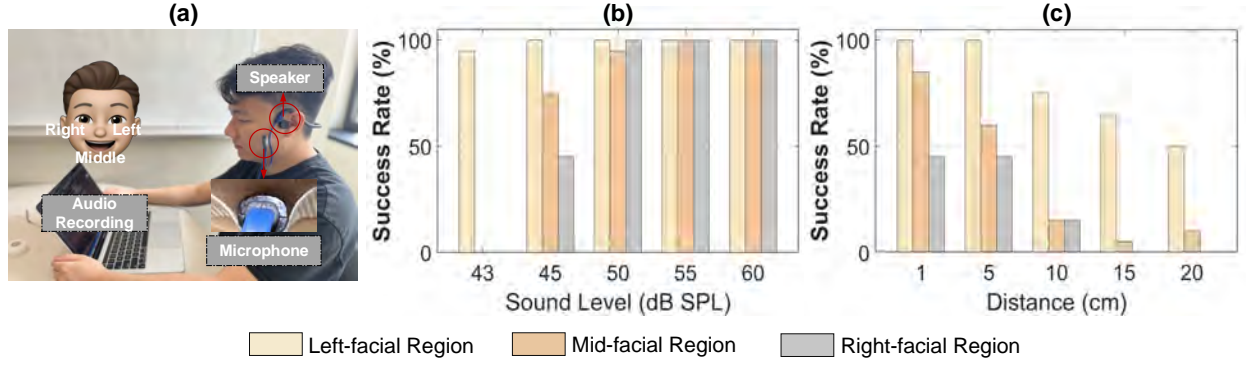 (a)
Speaker
Right
Left
Middle
Audio
Recording
Microphone
(b)
Success Rate (%)
100
50
0
43
45
50
55
60
Sound Level (dB SPL)
(c)
Success Rate (%)
100
50
0
1
5
10
15
20
Distance (cm)
Left-facial Region
Mid-facial Region
Right-facial Region